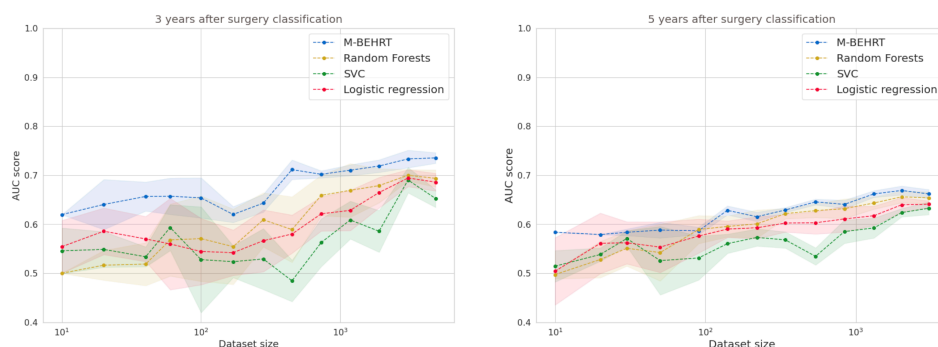 3 years after surgery classification
1.0
0.9
0.8
0.7
0.6
0.5
0.4
AUC score
10¹
10²
10³
Dataset size
M-BEHRT
Random Forests
SVC
Logistic regression
5 years after surgery classification
1.0
0.9
0.8
0.7
0.6
0.5
0.4
AUC score
10¹
10²
10³
Dataset size
M-BEHRT
Random Forests
SVC
Logistic regression